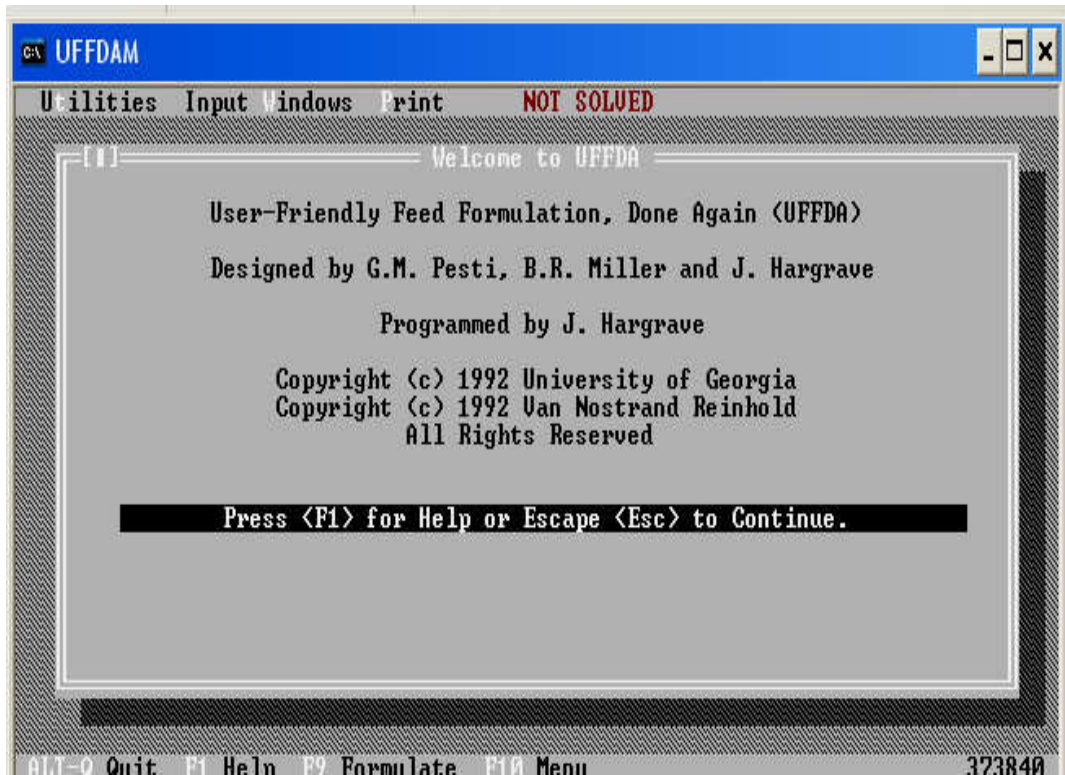 UFFDAM
Utilities Input Windows Print NOT SOLVED
Welcome to UFFDA
User-Friendly Feed Formulation, Done Again (UFFDA)
Designed by G.M. Pesti, B.R. Miller and J. Hargrave
Programmed by J. Hargrave
Copyright (c) 1992 University of Georgia
Copyright (c) 1992 Van Nostrand Reinhold
All Rights Reserved
Press <F1> for Help or Escape <Esc> to Continue.
ALT-Q Quit F1 Help F9 Formulate F10 Menu 373840